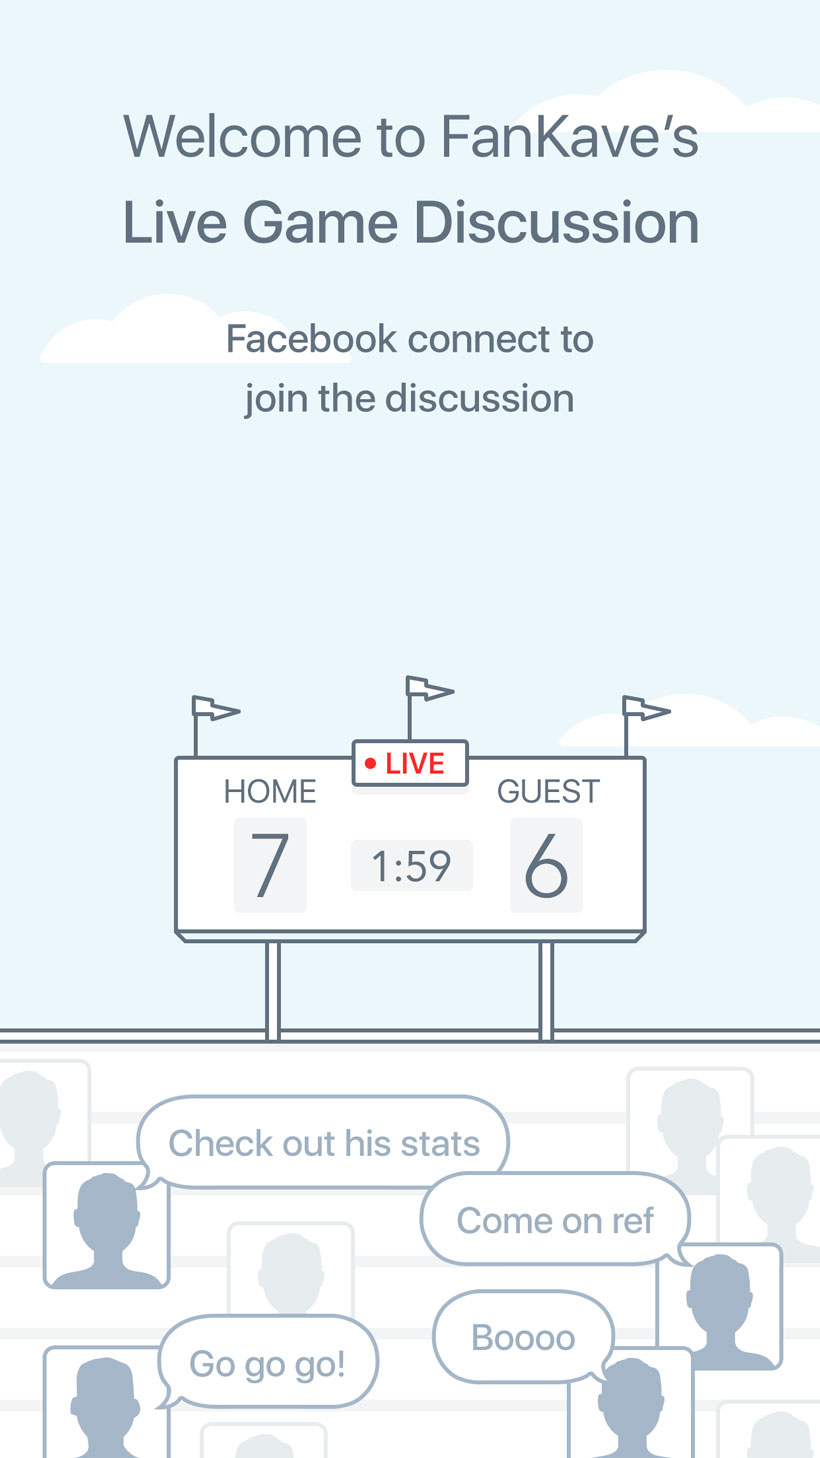 Welcome to FanKave’s
Live Game Discussion
Facebook connect to
join the discussion
LIVE
HOME
GUEST
7
1:59
6
Check out his stats
Come on ref
Boooo
Go go go!